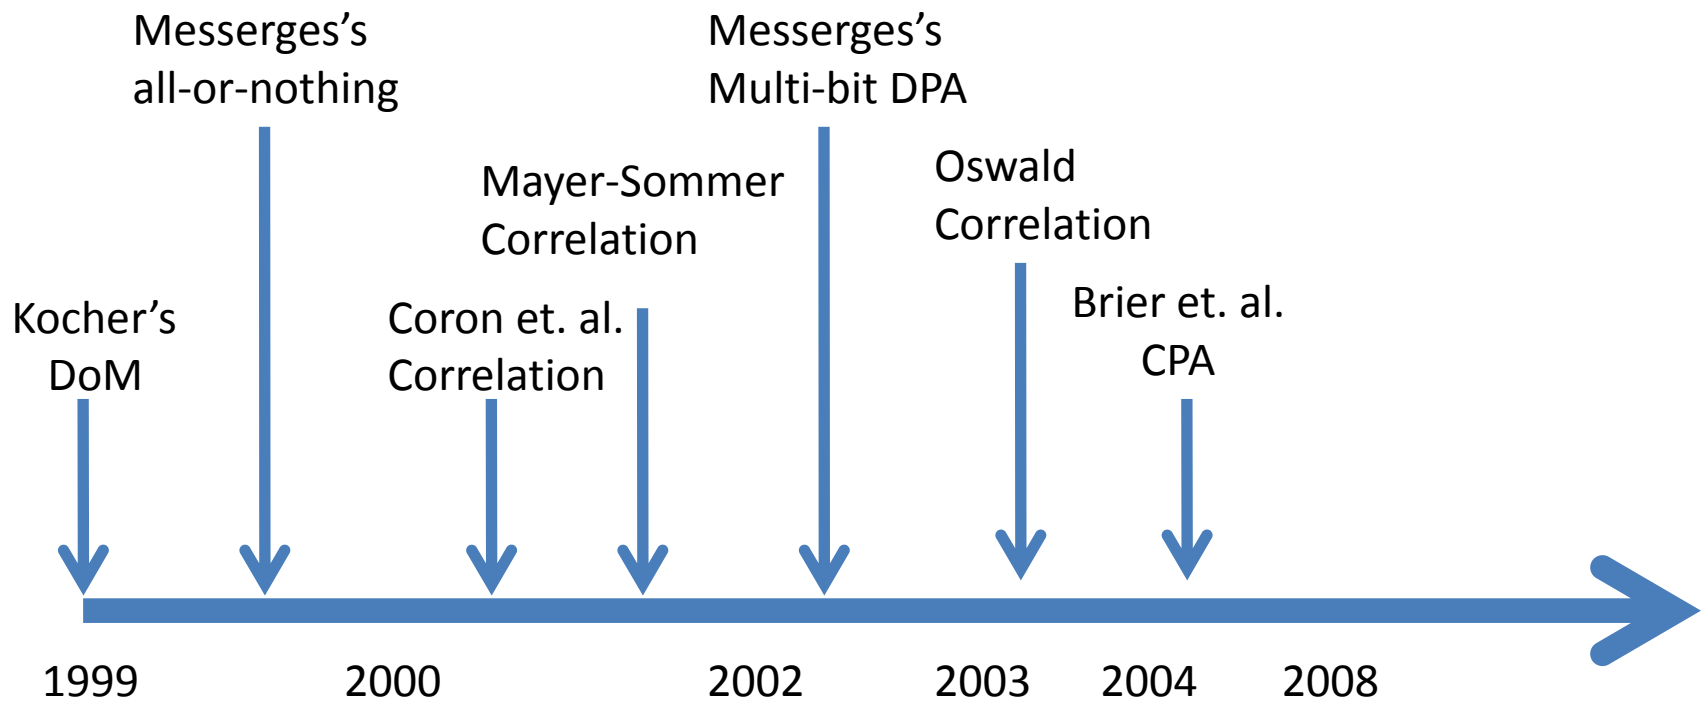 Messerges’s
all-or-nothing
Messerges’s
Multi-bit DPA
Mayer-Sommer
Correlation
Oswald
Correlation
Kocher’s
DoM
Coron et. al.
Correlation
Brier et. al.
CPA
1999
2000
2002
2003
2004
2008